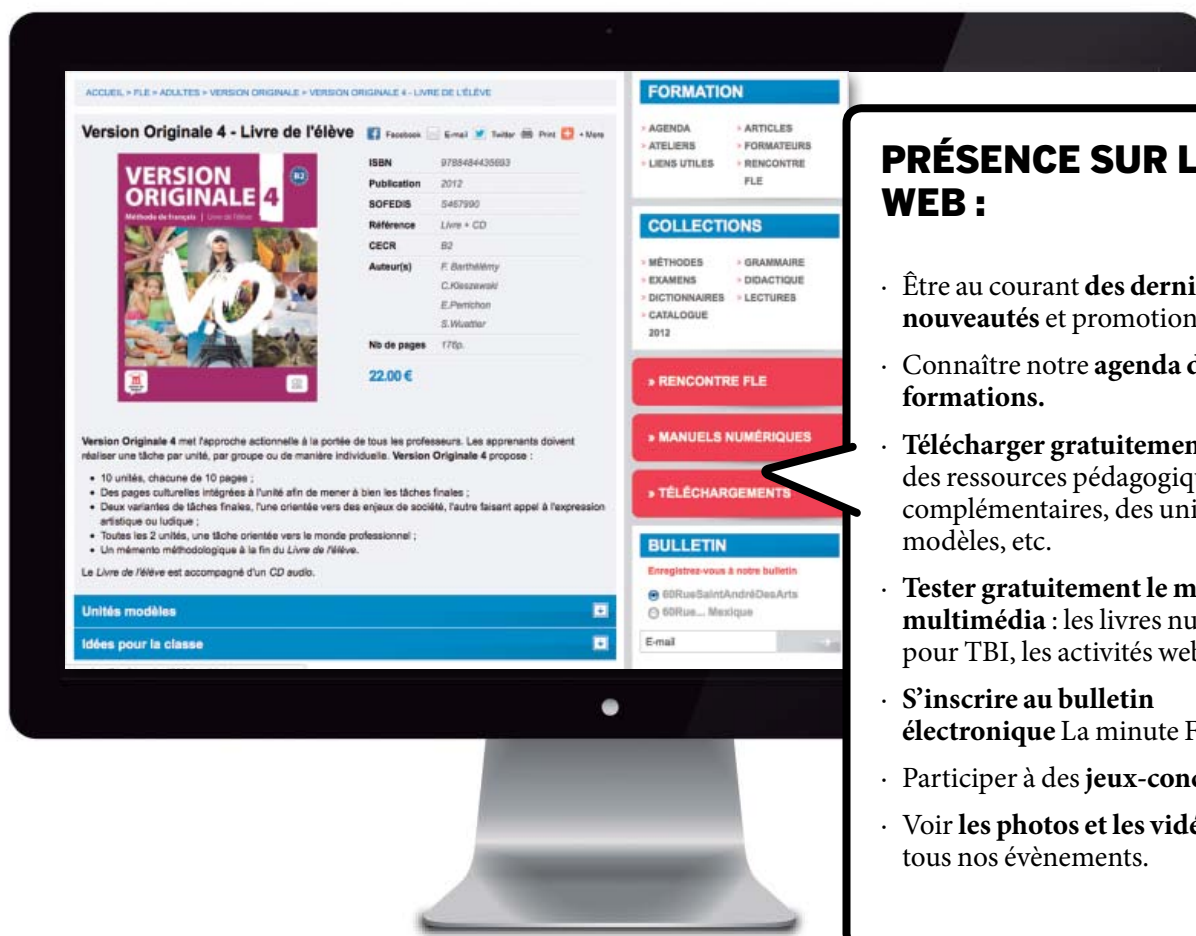 ACCUEIL > FLE > ADULTES > VERSION ORIGINALE > VERSION ORIGINALE 4 - LIVRE DE L'ÉLÈVE
Version Originale 4 - Livre de l'élève
Facebook E-mail Twitter Print + More
VERSION
ORIGINALE 4
B2
Méthode de français | Livre de l'élève
VO.
ISBN 9788484435693
Publication 2012
SOFEDIS S467990
Référence Livre + CD
CECR B2
Auteur(s) F. Barthélémy
C.Kleszewski
E.Perrichon
S.Wuattier
Nb de pages 176p.
22.00 €
Version Originale 4 met l'approche actionnelle à la portée de tous les professeurs. Les apprenants doivent
réaliser une tâche par unité, par groupe ou de manière individuelle. Version Originale 4 propose :
• 10 unités, chacune de 10 pages ;
• Des pages culturelles intégrées à l'unité afin de mener à bien les tâches finales ;
• Deux variantes de tâches finales, l'une orientée vers des enjeux de société, l'autre faisant appel à l'expression
artistique ou ludique ;
• Toutes les 2 unités, une tâche orientée vers le monde professionnel ;
• Un mémento méthodologique à la fin du Livre de l'élève.
Le Livre de l'élève est accompagné d'un CD audio.
Unités modèles
Idées pour la classe
FORMATION
AGENDA
ATELIERS
LIENS UTILES
ARTICLES
FORMATEURS
RENCONTRE
FLE
COLLECTIONS
MÉTHODES
EXAMENS
DICTIONNAIRES
CATALOGUE
2012
GRAMMAIRE
DIDACTIQUE
LECTURES
» RENCONTRE FLE
» MANUELS NUMÉRIQUES
» TÉLÉCHARGEMENTS
BULLETIN
Enregistrez-vous à notre bulletin
60RueSaintAndréDesArts
60Rue... Mexique
E-mail
PRÉSENCE SUR L
WEB :
· Être au courant des derni
nouveautés et promotion
· Connaître notre agenda d
formations.
· Télécharger gratuitemen
des ressources pédagogiqu
complémentaires, des uni
modèles, etc.
· Tester gratuitement le m
multimédia : les livres nu
pour TBI, les activités web
· S'inscrire au bulletin
électronique La minute F
· Participer à des jeux-conc
· Voir les photos et les vidé
tous nos évènements.